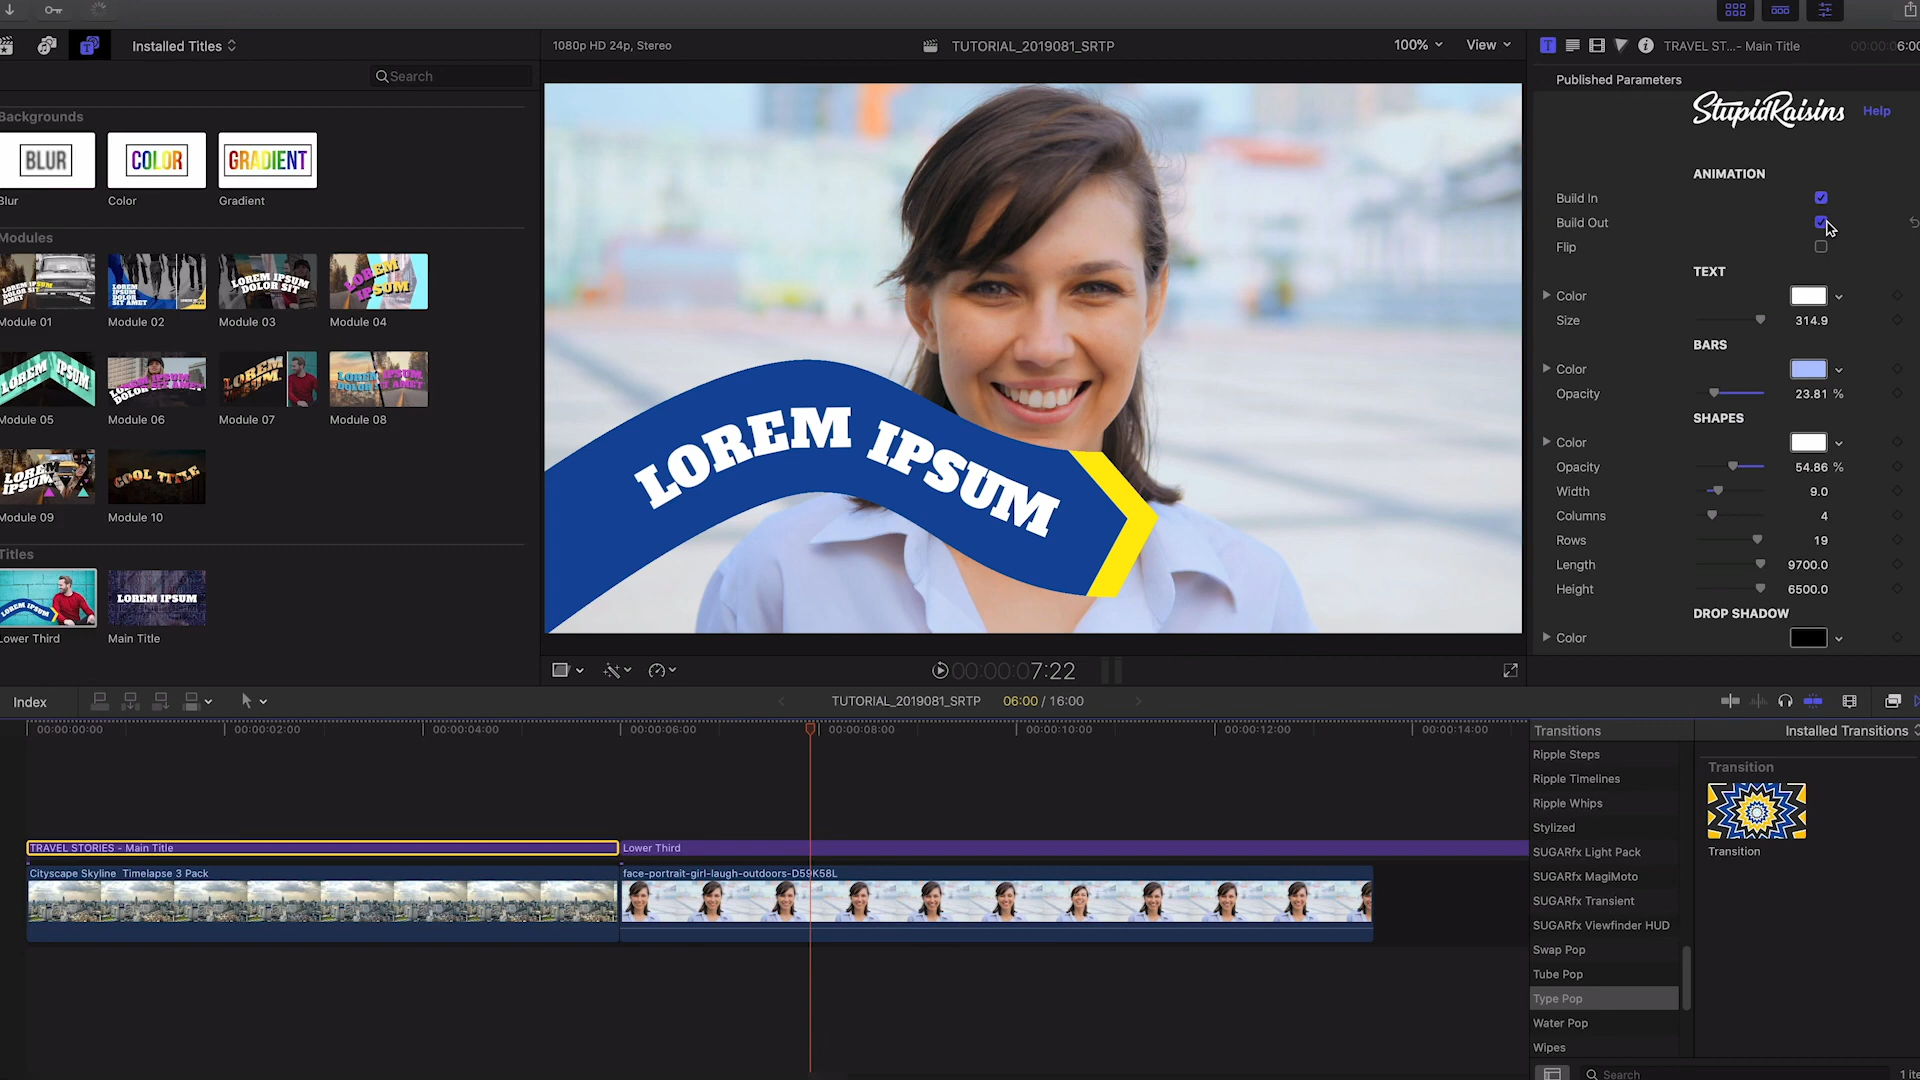 Installed Titles
1080p HD 24p, Stereo
TUTORIAL_2019081_SRTP
100%
View
TRAVEL ST...- Main Title
00:00:06:00
Search
Published Parameters
StupidRaisins
Help
Backgrounds
BLUR
COLOR
GRADIENT
Blur
Color
Gradient
ANIMATION
Build In
Build Out
Flip
Modules
LOREM IPSUM
DOLOR SIT
AMET
LOREM
IPSUM
DOLOR
SIT AMET
LOREM IPSUM
DOLOR SIT
LOREM
IPSUM
Module 01
Module 02
Module 03
Module 04
TEXT
Color
Size
314.9
BARS
Color
Opacity
23.81 %
LOREM IPSUM
LOREM IPSUM
DOLOR SIT AMET
LOREM
IPSUM
LOREM IPSUM
DOLOR SIT AMET
Module 05
Module 06
Module 07
Module 08
SHAPES
Color
Opacity
54.86 %
Width
9.0
Columns
4
Rows
19
Length
9700.0
Height
6500.0
LOREM
IPSUM
COOL TITLE
Module 09
Module 10
LOREM IPSUM
Titles
LOREM IPSUM
LOREM IPSUM
Lower Third
Main Title
DROP SHADOW
Color
00:00:00:07:22
Index
TUTORIAL_2019081_SRTP
06:00 / 16:00
00:00:00:00
00:00:02:00
00:00:04:00
00:00:06:00
00:00:08:00
00:00:10:00
00:00:12:00
00:00:14:00
TRAVEL STORIES - Main Title
Lower Third
Cityscape Skyline Timelapse 3 Pack
face-portrait-girl-laugh-outdoors-D59K58L
Transitions
Installed Transitions
Ripple Steps
Ripple Timelines
Ripple Whips
Stylized
SUGARfx Light Pack
SUGARfx MagiMoto
SUGARfx Transient
SUGARfx Viewfinder HUD
Swap Pop
Tube Pop
Type Pop
Water Pop
Wipes
Transition
Transition
Search